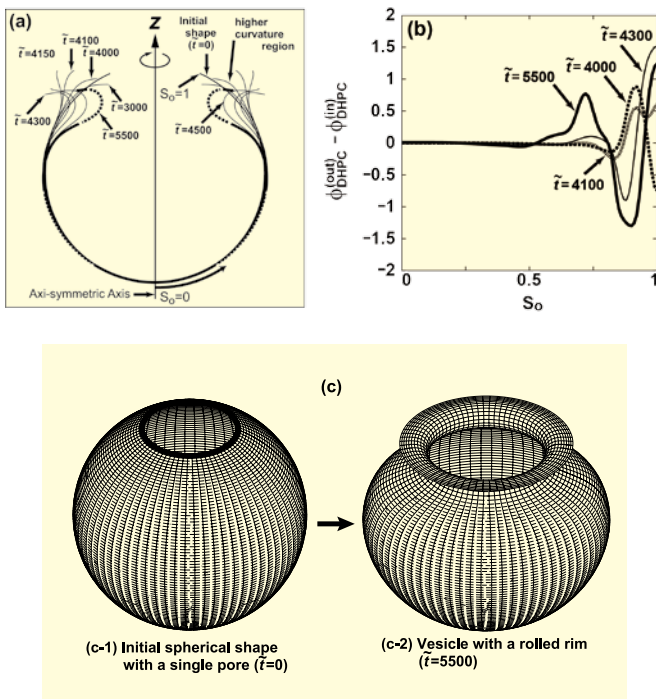 (a)
t̃=4100
t̃=4150
t̃=4000
Z
Initial
shape
(t̃=0)
higher
curvature
region
S₀=1
t̃=3000
t̃=4300
t̃=5500
t̃=4500
Axi-symmetric Axis
S₀=0
(b)
t̃=4300
t̃=5500
t̃=4000
t̃=4100
ϕ_DHPC^(out) − ϕ_DHPC^(in)
2
1.5
1
0.5
0
-0.5
-1
-1.5
-2
0
0.5
1
S₀
(c)
(c-1) Initial spherical shape
with a single pore (t̃=0)
(c-2) Vesicle with a rolled rim
(t̃=5500)